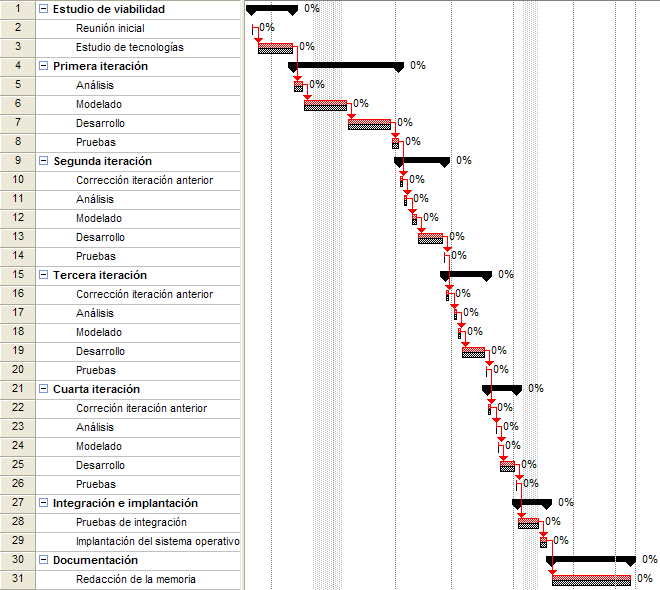 1 Estudio de viabilidad 0%
2 Reunión inicial 0%
3 Estudio de tecnologías 0%
4 Primera iteración 0%
5 Análisis 0%
6 Modelado 0%
7 Desarrollo 0%
8 Pruebas 0%
9 Segunda iteración 0%
10 Corrección iteración anterior 0%
11 Análisis 0%
12 Modelado 0%
13 Desarrollo 0%
14 Pruebas 0%
15 Tercera iteración 0%
16 Corrección iteración anterior 0%
17 Análisis 0%
18 Modelado 0%
19 Desarrollo 0%
20 Pruebas 0%
21 Cuarta iteración 0%
22 Correción iteración anterior 0%
23 Análisis 0%
24 Modelado 0%
25 Desarrollo 0%
26 Pruebas 0%
27 Integración e implantación 0%
28 Pruebas de integración 0%
29 Implantación del sistema operativo 0%
30 Documentación 0%
31 Redacción de la memoria 0%